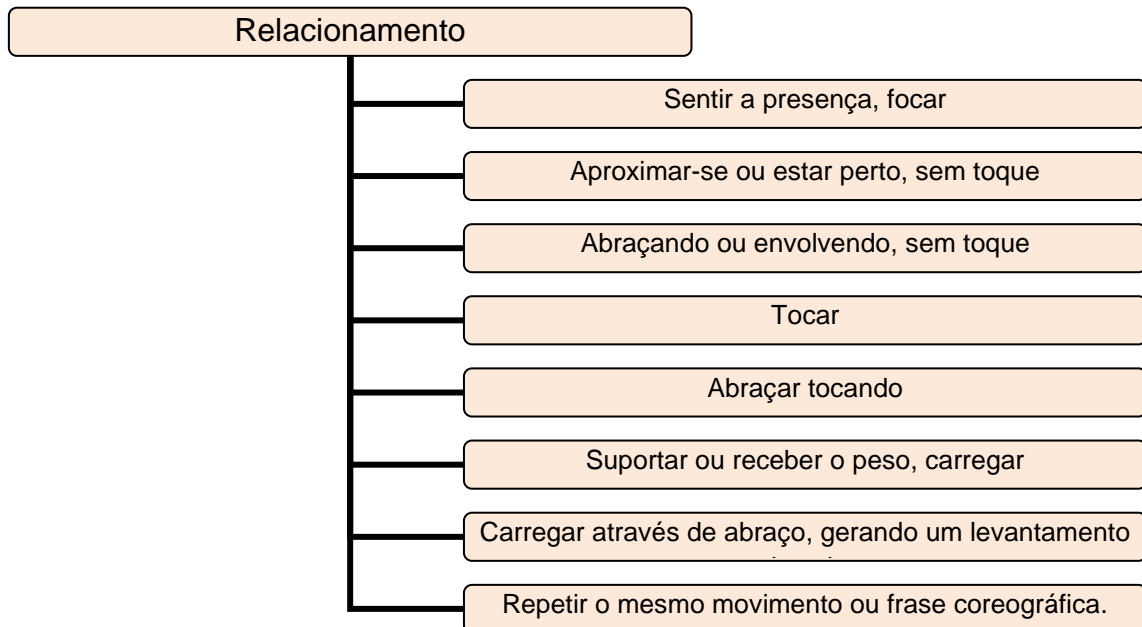 Relacionamento
Sentir a presença, focar
Aproximar-se ou estar perto, sem toque
Abraçando ou envolvendo, sem toque
Tocar
Abraçar tocando
Suportar ou receber o peso, carregar
Carregar através de abraço, gerando um levantamento
Repetir o mesmo movimento ou frase coreográfica.